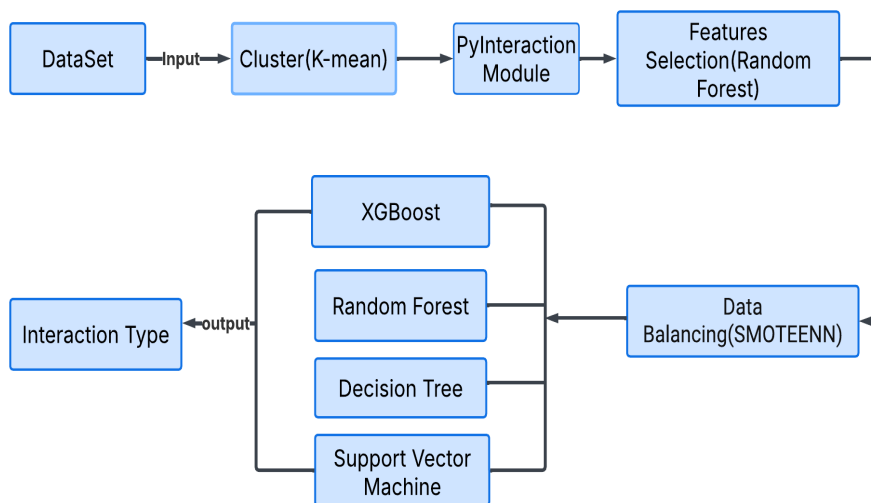 DataSet
Input
Cluster(K-mean)
PyInteraction
Module
Features
Selection(Random
Forest)
XGBoost
Random Forest
Decision Tree
Support Vector
Machine
Data
Balancing(SMOTEENN)
output
Interaction Type